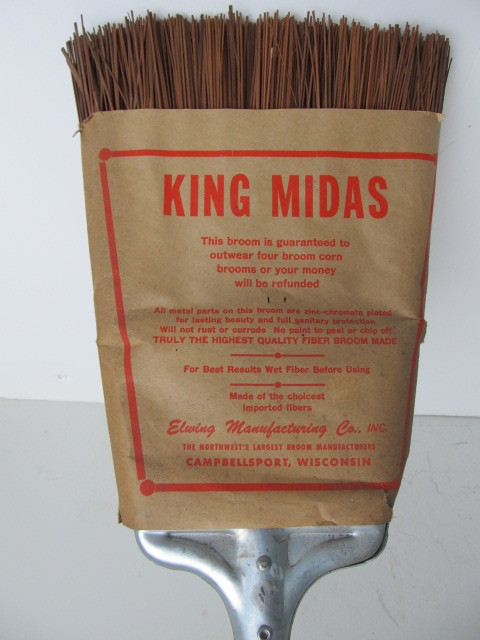 KING MIDAS
This broom is guaranteed to
outwear four broom corn
brooms or your money
will be refunded
All metal parts on this broom are zinc-chromate plated
for lasting beauty and full sanitary protection
Will not rust or corrode No paint to peel or chip off
TRULY THE HIGHEST QUALITY FIBER BROOM MADE
For Best Results Wet Fiber Before Using
Made of the choicest
imported fibers
Elwing Manufacturing Co., INC.
THE NORTHWEST'S LARGEST BROOM MANUFACTURERS
CAMPBELLSPORT, WISCONSIN